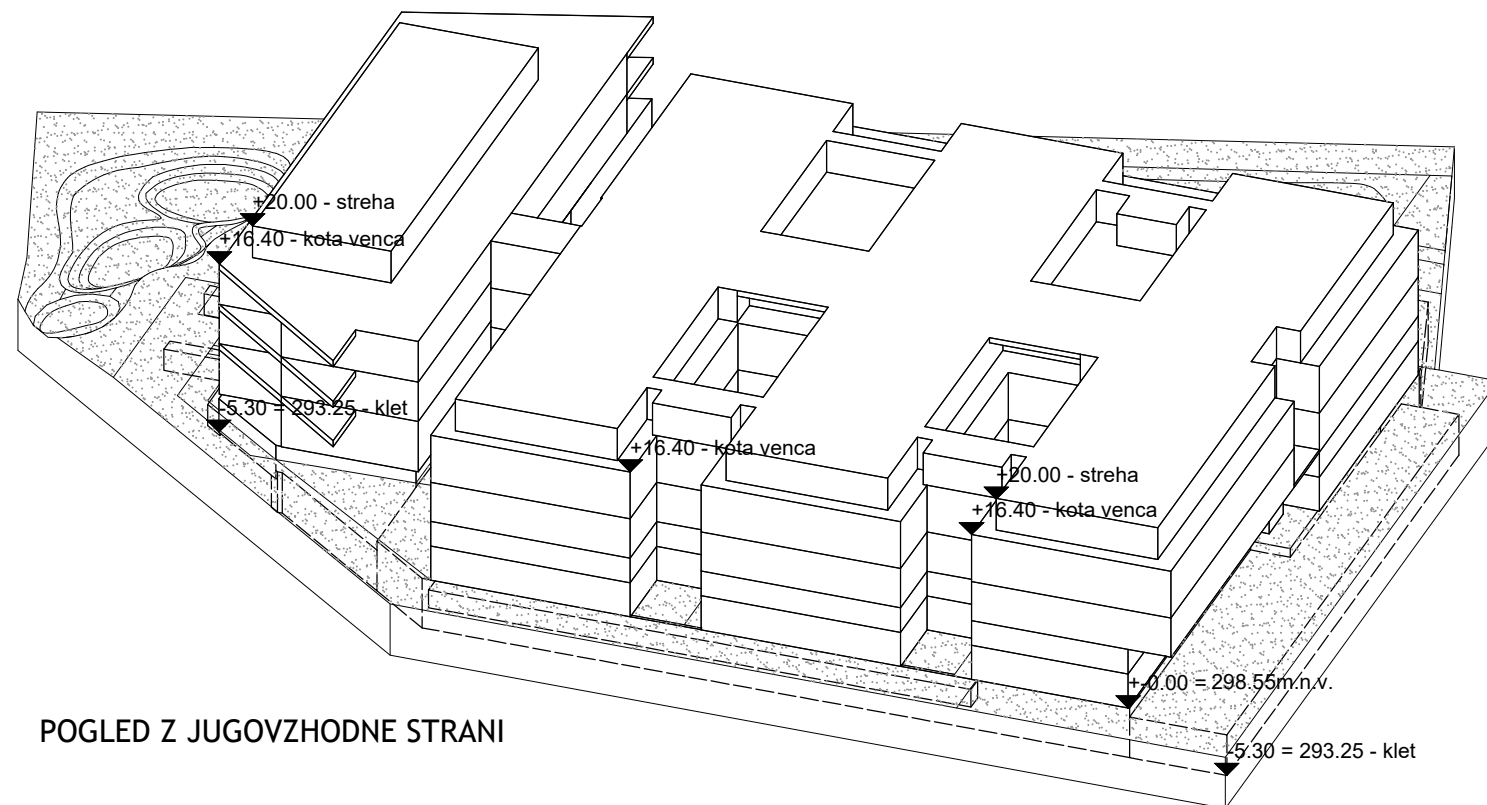 +20.00 - streha
+16.40 - kota venca
-5.30 = 293.25 - klet
+16.40 - kota venca
+20.00 - streha
+16.40 - kota venca
+-0.00 = 298.55m.n.v.
POGLED Z JUGOVZHODNE STRANI
-5.30 = 293.25 - klet